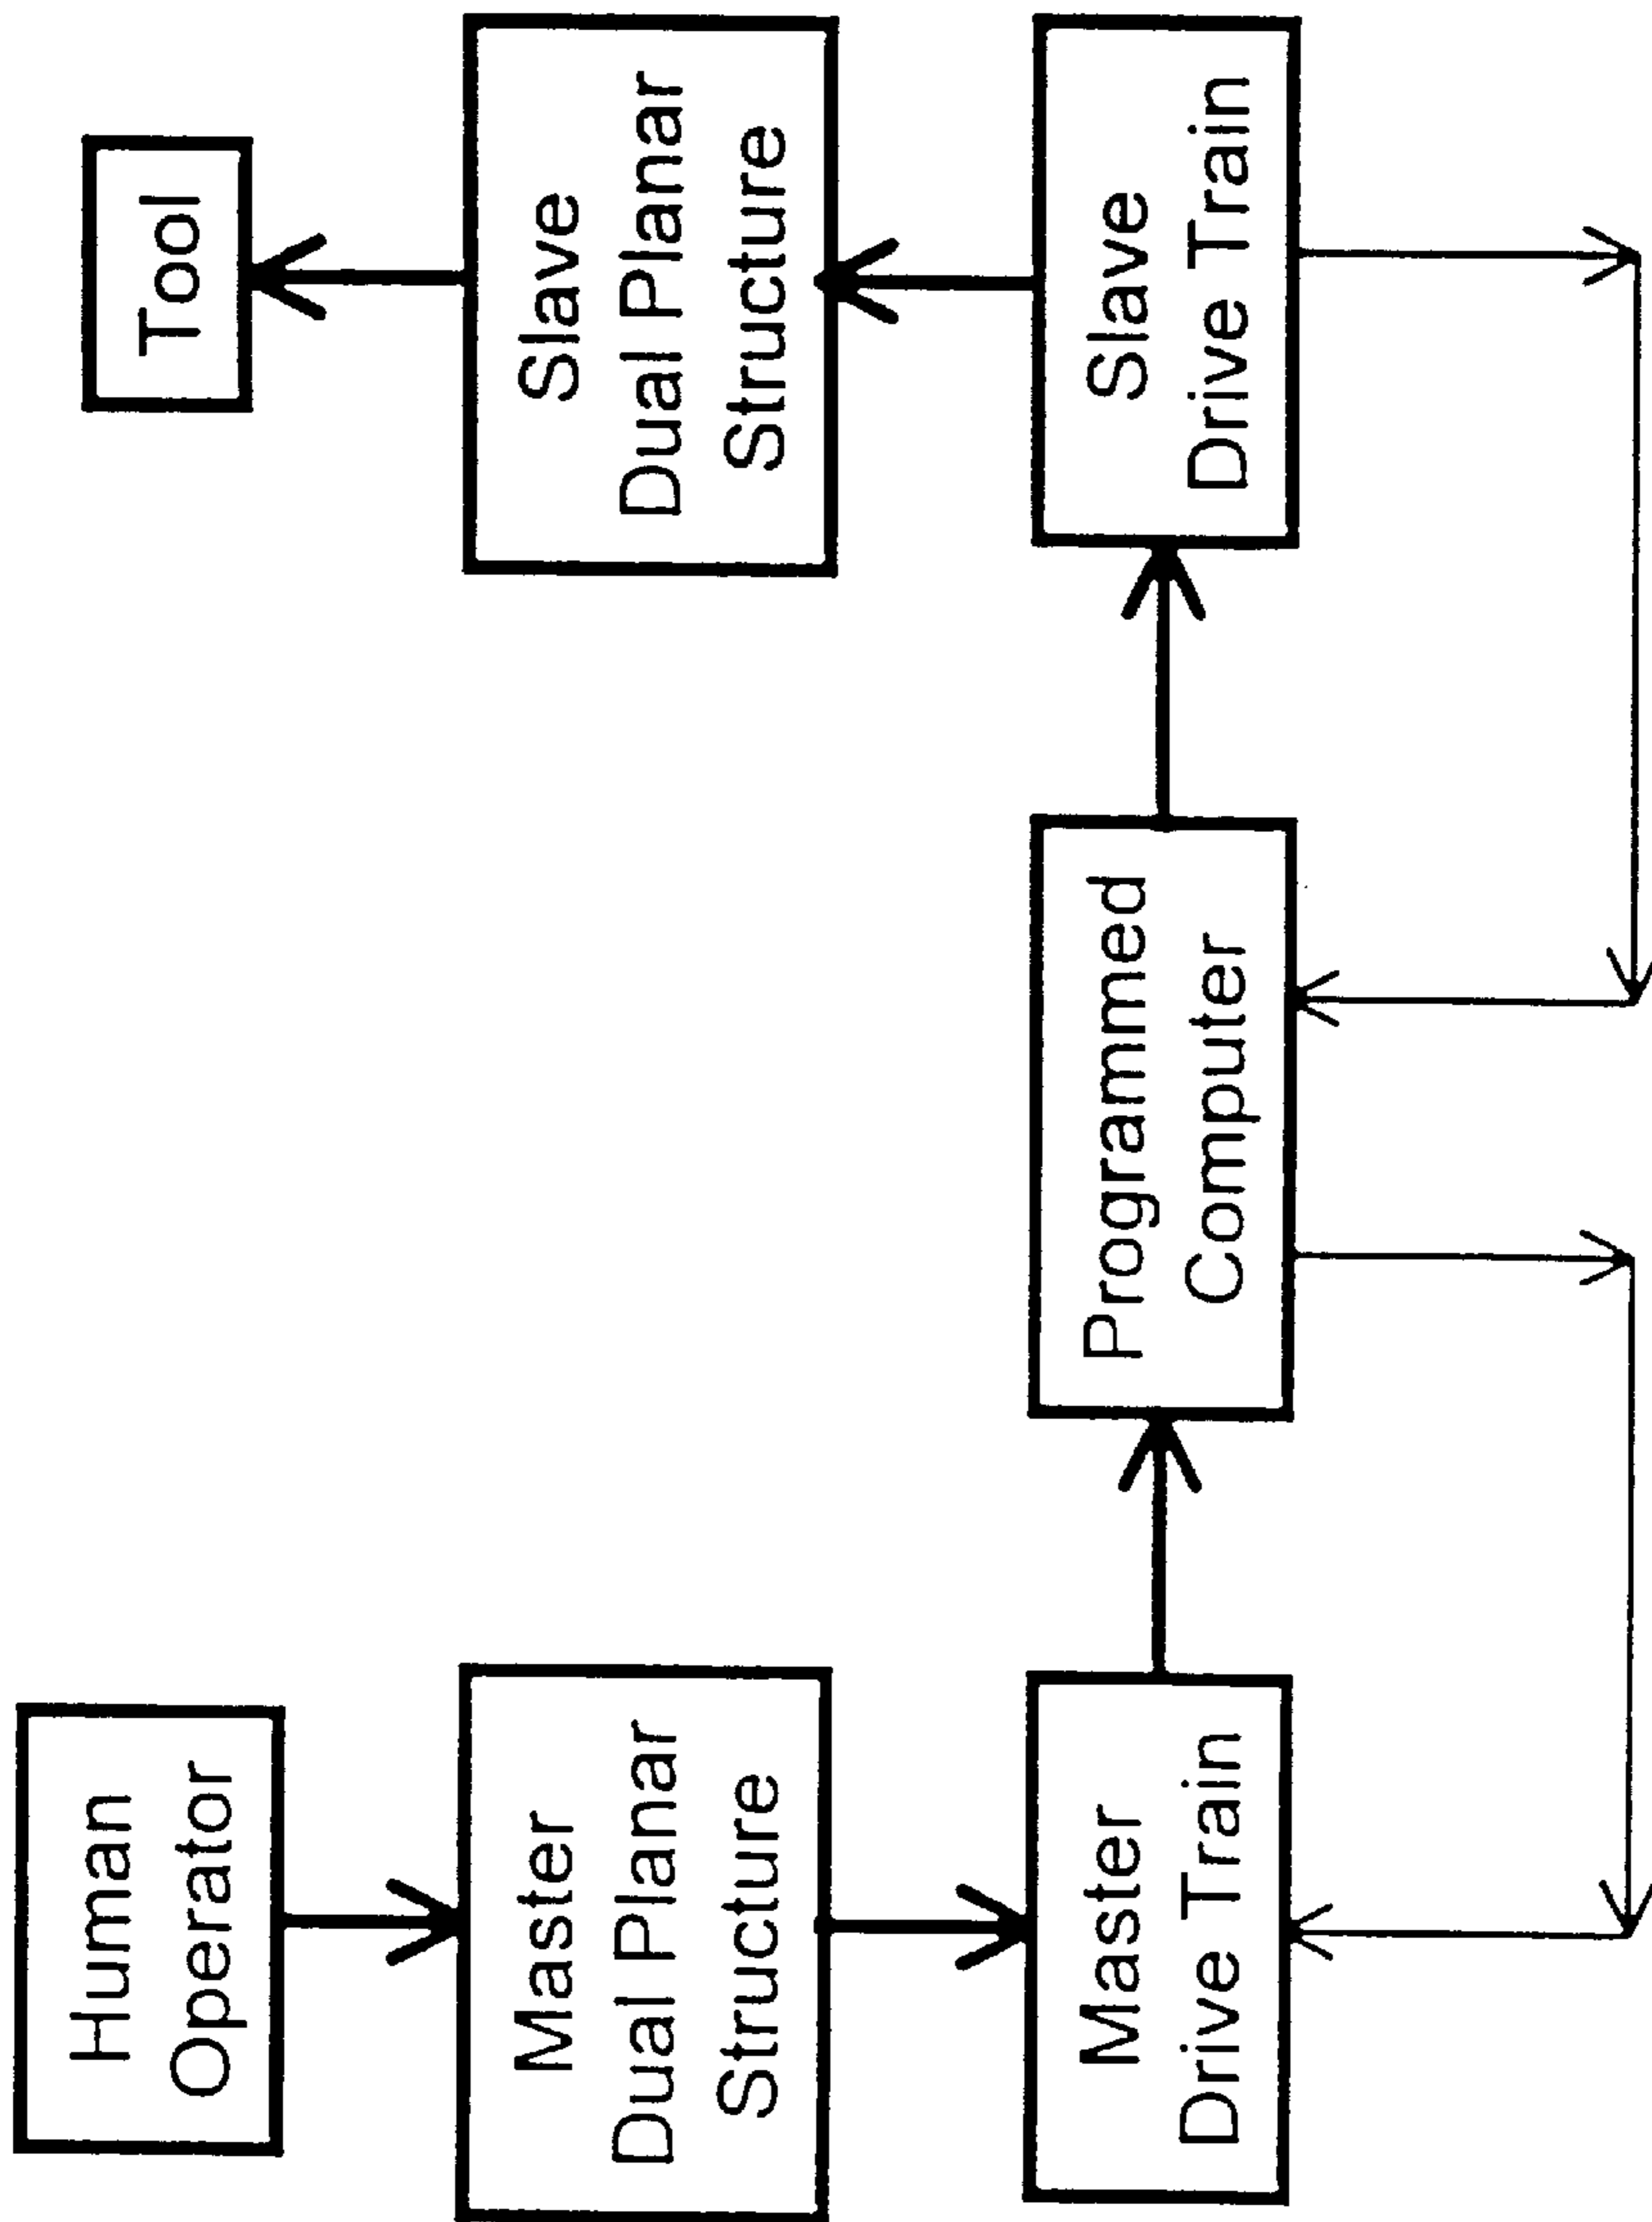 Human
Operator
Master
Dual Planar
Structure
Master
Drive Train
Programmed
Computer
Slave
Drive Train
Slave
Dual Planar
Structure
Tool